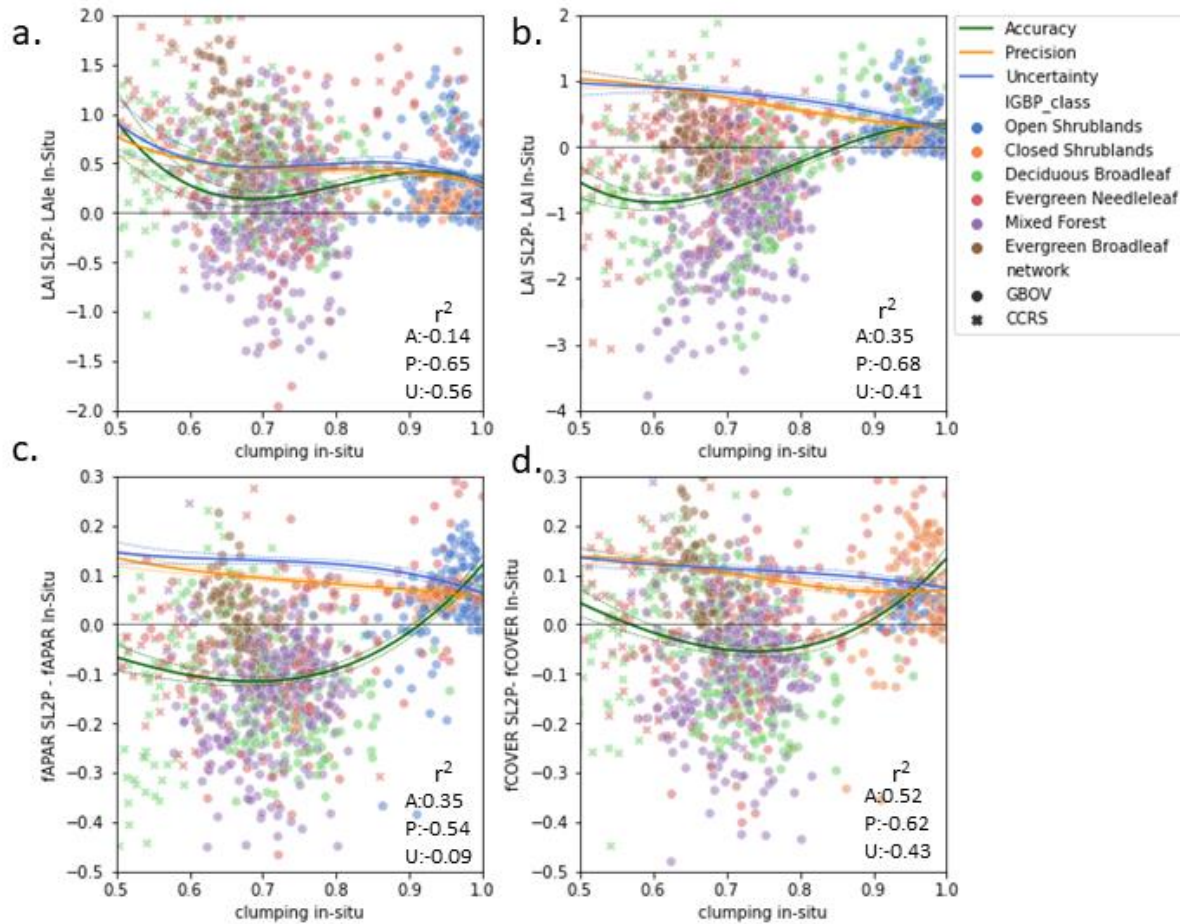 a.
2.0
1.5
1.0
0.5
0.0
−0.5
−1.0
−1.5
−2.0
LAI SL2P- LAIe In-Situ
r2
A:-0.14
P:-0.65
U:-0.56
0.5 0.6 0.7 0.8 0.9 1.0
clumping in-situ
b.
2
1
0
−1
−2
−3
−4
LAI SL2P- LAI In-Situ
r2
A:0.35
P:-0.68
U:-0.41
0.5 0.6 0.7 0.8 0.9 1.0
clumping in-situ
Accuracy
Precision
Uncertainty
IGBP_class
Open Shrublands
Closed Shrublands
Deciduous Broadleaf
Evergreen Needleleaf
Mixed Forest
Evergreen Broadleaf
network
GBOV
CCRS
c.
0.3
0.2
0.1
0.0
−0.1
−0.2
−0.3
−0.4
−0.5
fAPAR SL2P - fAPAR In-Situ
r2
A:0.35
P:-0.54
U:-0.09
0.5 0.6 0.7 0.8 0.9 1.0
clumping in-situ
d.
0.3
0.2
0.1
0.0
−0.1
−0.2
−0.3
−0.4
−0.5
fCOVER SL2P- fCOVER In-Situ
r2
A:0.52
P:-0.62
U:-0.43
0.5 0.6 0.7 0.8 0.9 1.0
clumping in-situ